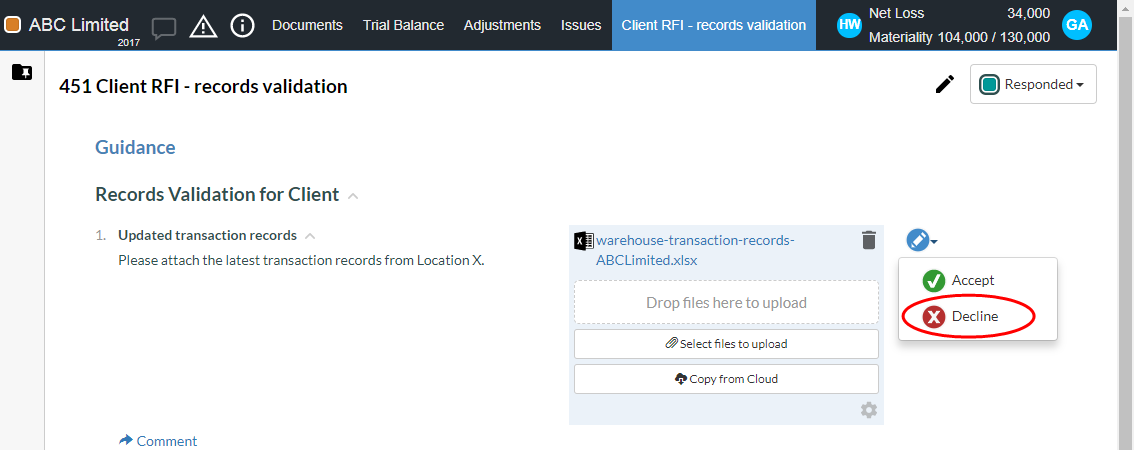 ABC Limited
2017
Documents
Trial Balance
Adjustments
Issues
Client RFI - records validation
HW
Net Loss 34,000
Materiality 104,000 / 130,000
GA
451 Client RFI - records validation
Responded
Guidance
Records Validation for Client
1. Updated transaction records
Please attach the latest transaction records from Location X.
warehouse-transaction-records-
ABCLimited.xlsx
Drop files here to upload
Select files to upload
Copy from Cloud
Accept
Decline
Comment